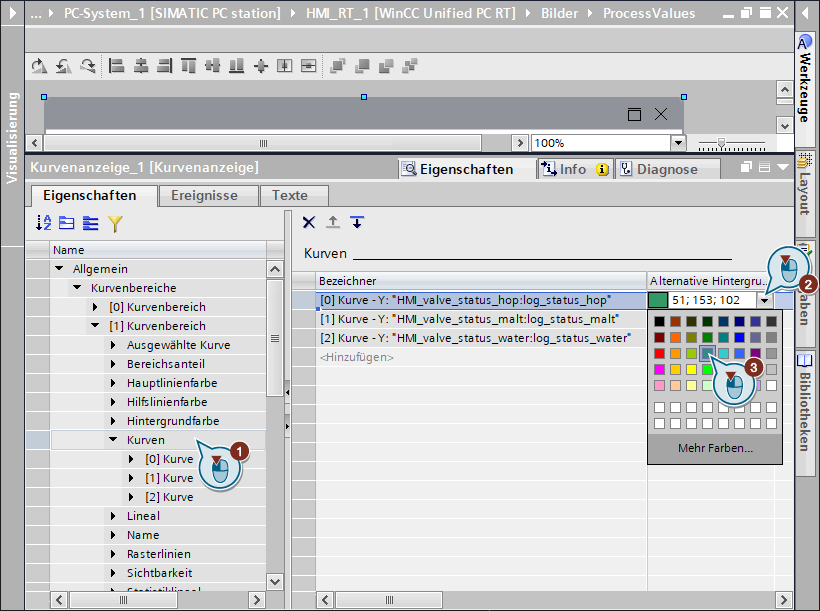 ... PC-System_1 [SIMATIC PC station] HMI_RT_1 [WinCC Unified PC RT] Bilder ProcessValues
Visualisierung
100%
Kurvenanzeige_1 [Kurvenanzeige]
Eigenschaften Info Diagnose
Eigenschaften Ereignisse Texte
Name
Allgemein
Kurvenbereiche
[0] Kurvenbereich
[1] Kurvenbereich
Ausgewählte Kurve
Bereichsanteil
Hauptlinienfarbe
Hilfslinienfarbe
Hintergrundfarbe
Kurven
[0] Kurve
[1] Kurve
[2] Kurve
Lineal
Name
Rasterlinien
Sichtbarkeit
Statistiklineal
1
Kurven
Bezeichner Alternative Hintergru..
[0] Kurve - Y: "HMI_valve_status_hop:log_status_hop" 51; 153; 102
[1] Kurve - Y: "HMI_valve_status_malt:log_status_malt"
[2] Kurve - Y: "HMI_valve_status_water:log_status_water"
<Hinzufügen>
2
3
Mehr Farben...
Werkzeuge
Layout
aben
Bibliotheken